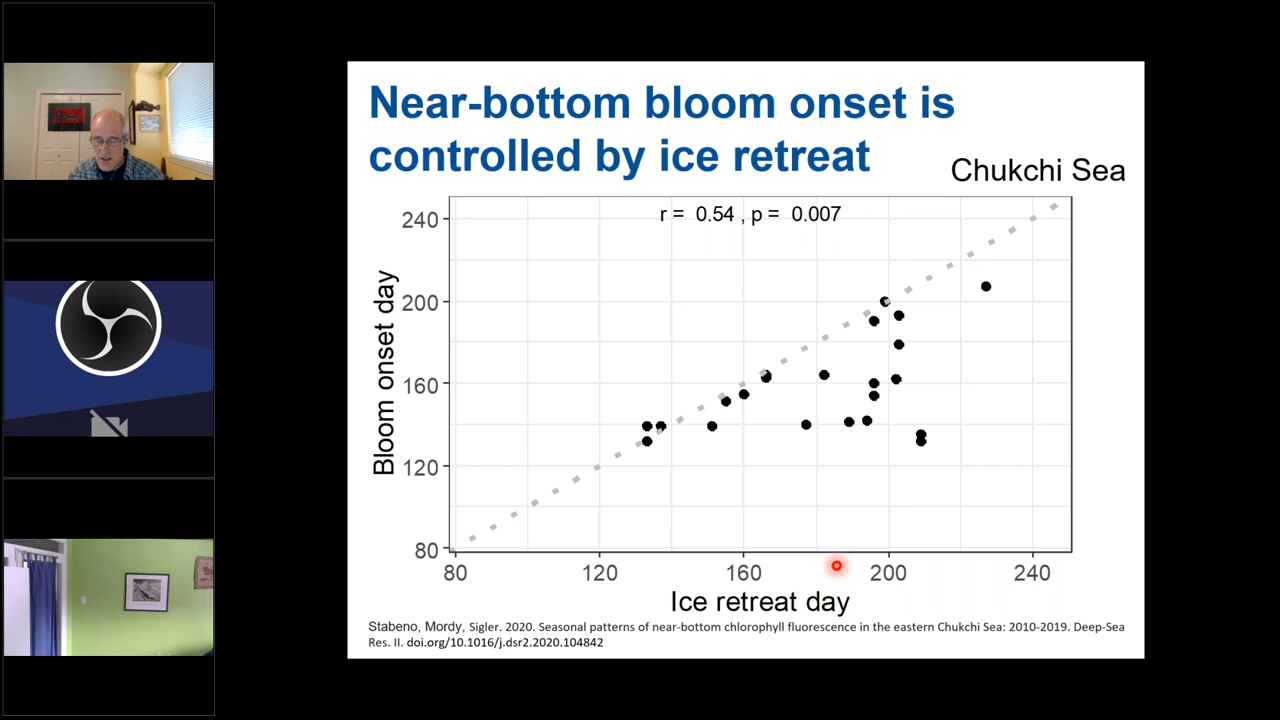 Near-bottom bloom onset is
controlled by ice retreat
Chukchi Sea
r = 0.54 , p = 0.007
240
200
160
120
80
Bloom onset day
80 120 160 200 240
Ice retreat day
Stabeno, Mordy, Sigler. 2020. Seasonal patterns of near-bottom chlorophyll fluorescence in the eastern Chukchi Sea: 2010-2019. Deep-Sea
Res. II. doi.org/10.1016/j.dsr2.2020.104842